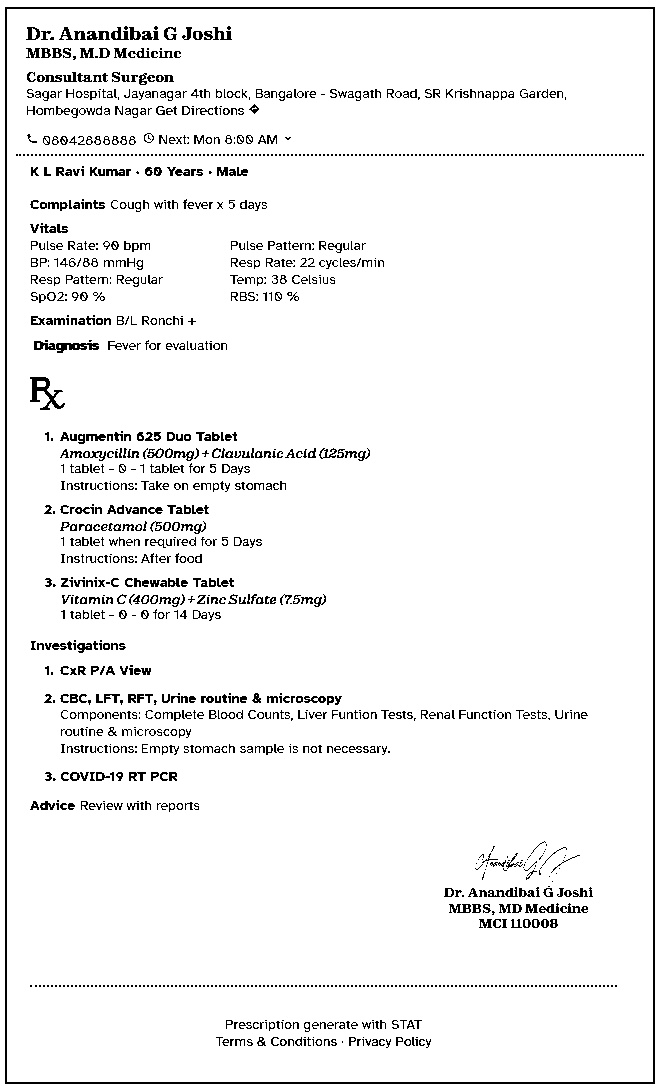 Dr. Anandibai G Joshi
MBBS, M.D Medicine
Consultant Surgeon
Sagar Hospital, Jayanagar 4th block, Bangalore - Swagath Road, SR Krishnappa Garden,
Hombegowda Nagar Get Directions
08042888888 Next: Mon 8:00 AM
K L Ravi Kumar · 60 Years · Male
Complaints Cough with fever x 5 days
Vitals
Pulse Rate: 90 bpm Pulse Pattern: Regular
BP: 146/88 mmHg Resp Rate: 22 cycles/min
Resp Pattern: Regular Temp: 38 Celsius
SpO2: 90 % RBS: 110 %
Examination B/L Ronchi +
Diagnosis Fever for evaluation
Rx
1. Augmentin 625 Duo Tablet
Amoxycillin (500mg) + Clavulanic Acid (125mg)
1 tablet - 0 - 1 tablet for 5 Days
Instructions: Take on empty stomach
2. Crocin Advance Tablet
Paracetamol (500mg)
1 tablet when required for 5 Days
Instructions: After food
3. Zivinix-C Chewable Tablet
Vitamin C (400mg) + Zinc Sulfate (7.5mg)
1 tablet - 0 - 0 for 14 Days
Investigations
1. CxR P/A View
2. CBC, LFT, RFT, Urine routine & microscopy
Components: Complete Blood Counts, Liver Funtion Tests, Renal Function Tests, Urine
routine & microscopy
Instructions: Empty stomach sample is not necessary.
3. COVID-19 RT PCR
Advice Review with reports
Anandibai G J
Dr. Anandibai G Joshi
MBBS, MD Medicine
MCI 110008
Prescription generate with STAT
Terms & Conditions · Privacy Policy